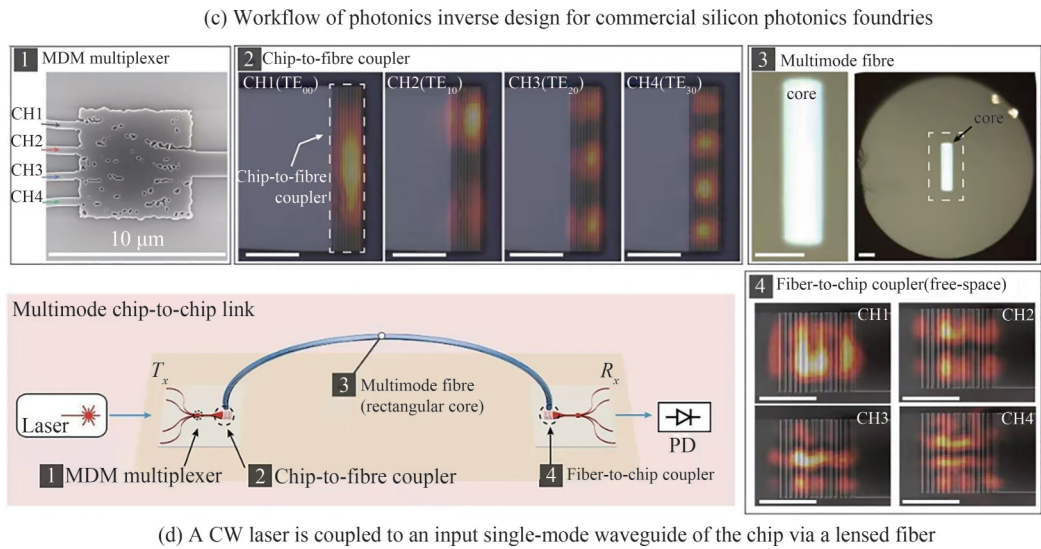 (c) Workflow of photonics inverse design for commercial silicon photonics foundries
1 MDM multiplexer
CH1
CH2
CH3
CH4
10 μm
2 Chip-to-fibre coupler
CH1(TE₀₀)
CH2(TE₁₀)
CH3(TE₂₀)
CH4(TE₃₀)
Chip-to-fibre
coupler
3 Multimode fibre
core
core
Multimode chip-to-chip link
Tₓ
Rₓ
3 Multimode fibre
(rectangular core)
Laser
PD
1 MDM multiplexer
2 Chip-to-fibre coupler
4 Fiber-to-chip coupler
4 Fiber-to-chip coupler(free-space)
CH1
CH2
CH3
CH4
(d) A CW laser is coupled to an input single-mode waveguide of the chip via a lensed fiber